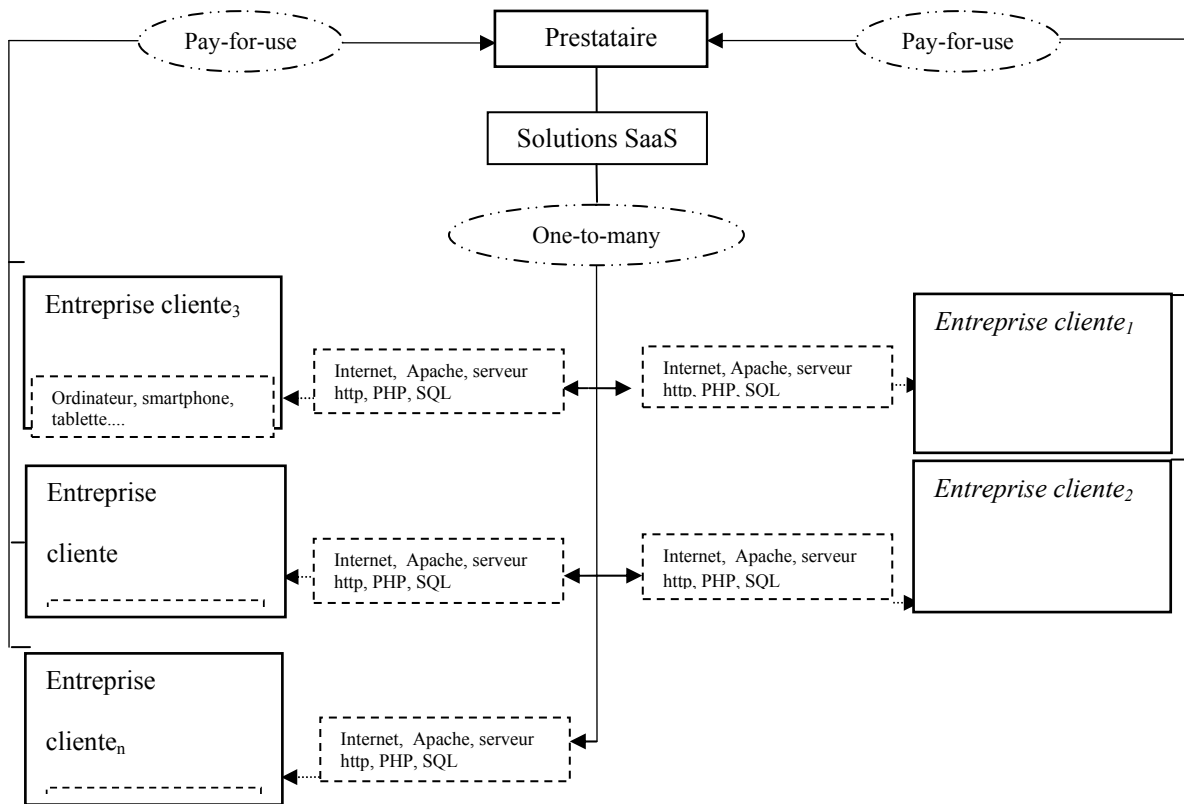 Pay-for-use
Prestataire
Pay-for-use
Solutions SaaS
One-to-many
Entreprise cliente3
Ordinateur, smartphone,
tablette....
Internet, Apache, serveur
http, PHP, SQL
Internet, Apache, serveur
http, PHP, SQL
Entreprise cliente1
Entreprise
cliente
Internet, Apache, serveur
http, PHP, SQL
Internet, Apache, serveur
http, PHP, SQL
Entreprise cliente2
Entreprise
clienten
Internet, Apache, serveur
http, PHP, SQL